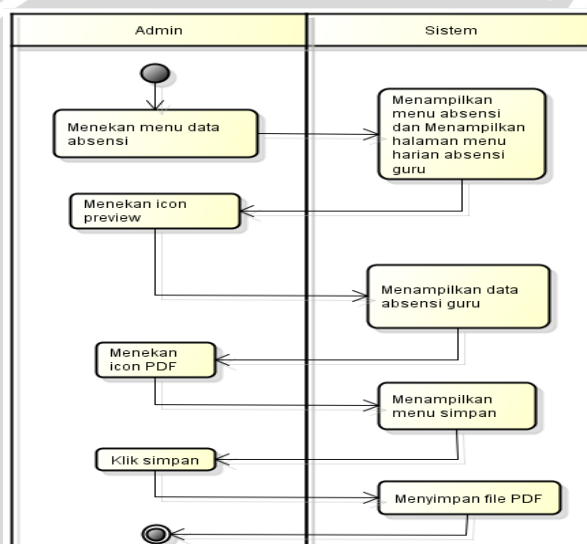 Admin
Sistem
Menekan menu data
absensi
Menampilkan
menu absensi
dan Menampilkan
halaman menu
harian absensi
guru
Menekan icon
preview
Menampilkan data
absensi guru
Menekan
icon PDF
Menampilkan
menu simpan
Klik simpan
Menyimpan file PDF